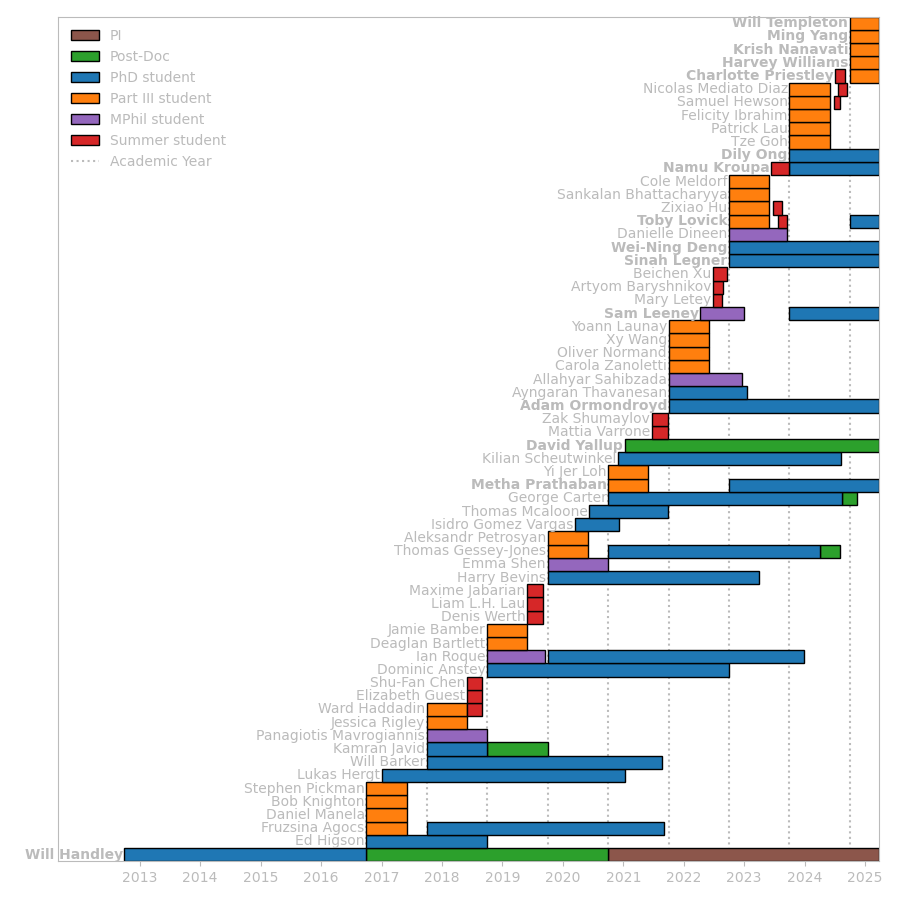 PI
Post-Doc
PhD student
Part III student
MPhil student
Summer student
Academic Year
Will Templeton
Ming Yang
Krish Nanavati
Harvey Williams
Charlotte Priestley
Nicolas Mediato Diaz
Samuel Hewson
Felicity Ibrahim
Patrick Lau
Tze Goh
Dily Ong
Namu Kroupa
Cole Meldorf
Sankalan Bhattacharyya
Zixiao Hu
Toby Lovick
Danielle Dineen
Wei-Ning Deng
Sinah Legner
Beichen Xu
Artyom Baryshnikov
Mary Letey
Sam Leeney
Yoann Launay
Xy Wang
Oliver Normand
Carola Zanoletti
Allahyar Sahibzada
Ayngaran Thavanesan
Adam Ormondroyd
Zak Shumaylov
Mattia Varrone
David Yallup
Kilian Scheutwinkel
Yi Jer Loh
Metha Prathaban
George Carter
Thomas Mcaloone
Isidro Gomez Vargas
Aleksandr Petrosyan
Thomas Gessey-Jones
Emma Shen
Harry Bevins
Maxime Jabarian
Liam L.H. Lau
Denis Werth
Jamie Bamber
Deaglan Bartlett
Ian Roque
Dominic Anstey
Shu-Fan Chen
Elizabeth Guest
Ward Haddadin
Jessica Rigley
Panagiotis Mavrogiannis
Kamran Javid
Will Barker
Lukas Hergt
Stephen Pickman
Bob Knighton
Daniel Manela
Fruzsina Agocs
Ed Higson
Will Handley
2013 2014 2015 2016 2017 2018 2019 2020 2021 2022 2023 2024 2025